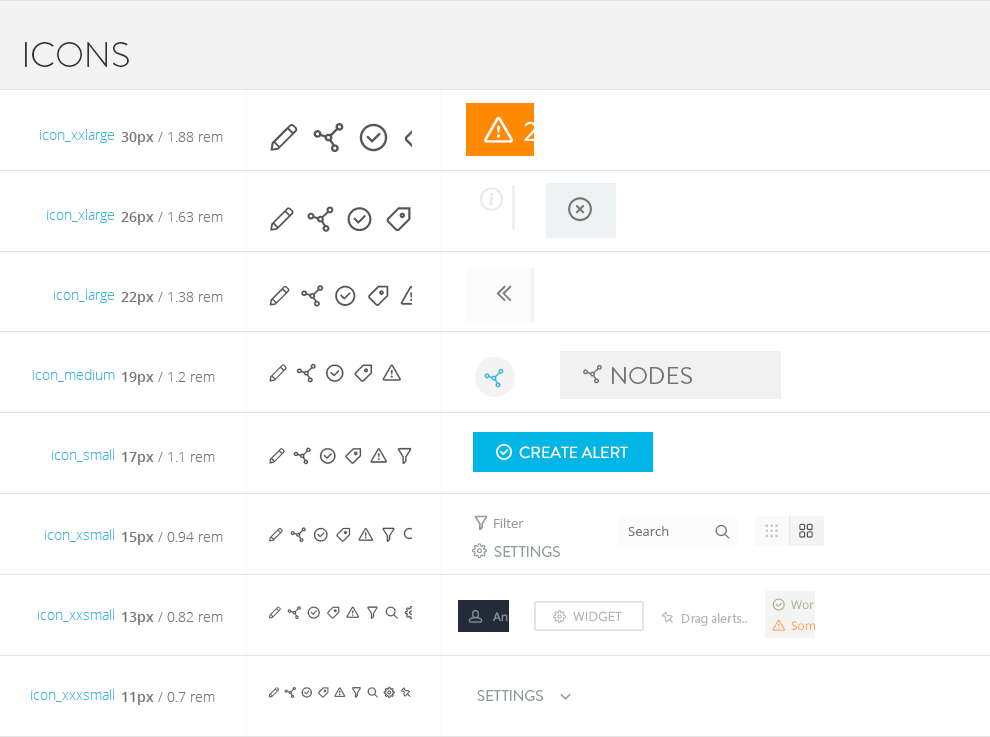 ICONS
icon_xxlarge 30px / 1.88 rem 2
icon_xlarge 26px / 1.63 rem
icon_large 22px / 1.38 rem
icon_medium 19px / 1.2 rem NODES
icon_small 17px / 1.1 rem CREATE ALERT
icon_xsmall 15px / 0.94 rem
Filter
Search
SETTINGS
icon_xxsmall 13px / 0.82 rem An WIDGET Drag alerts..
Wor
Som
icon_xxxsmall 11px / 0.7 rem SETTINGS